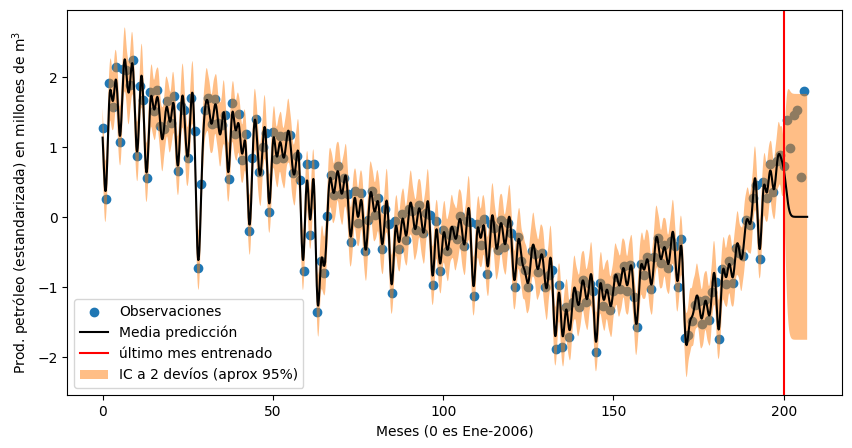 Prod. petróleo (estandarizada) en millones de m³
2
1
0
−1
−2
Observaciones
Media predicción
último mes entrenado
IC a 2 devíos (aprox 95%)
0 50 100 150 200
Meses (0 es Ene-2006)